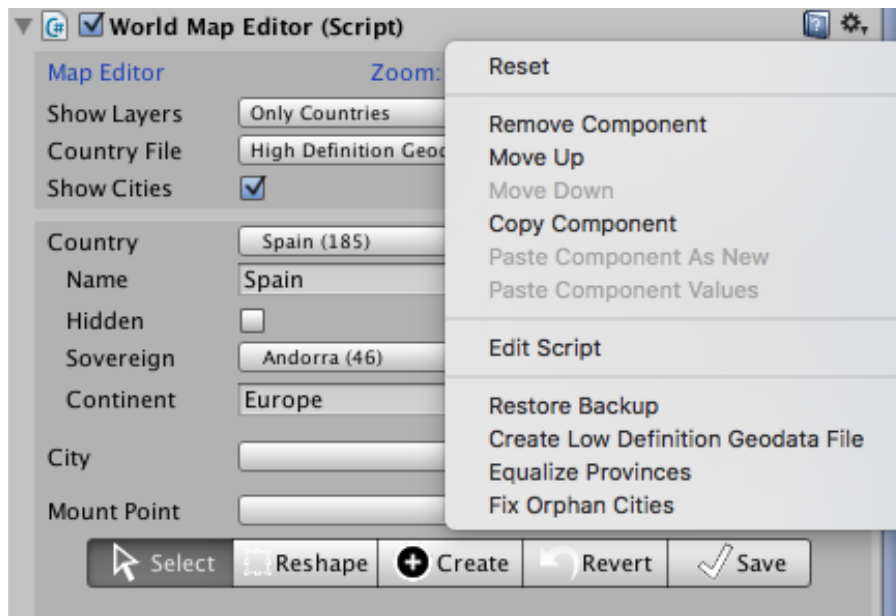 World Map Editor (Script)
Map Editor Zoom:
Show Layers Only Countries
Country File High Definition Geod
Show Cities
Country Spain (185)
Name Spain
Hidden
Sovereign Andorra (46)
Continent Europe
City
Mount Point
Select Reshape Create Revert Save
Reset
Remove Component
Move Up
Move Down
Copy Component
Paste Component As New
Paste Component Values
Edit Script
Restore Backup
Create Low Definition Geodata File
Equalize Provinces
Fix Orphan Cities